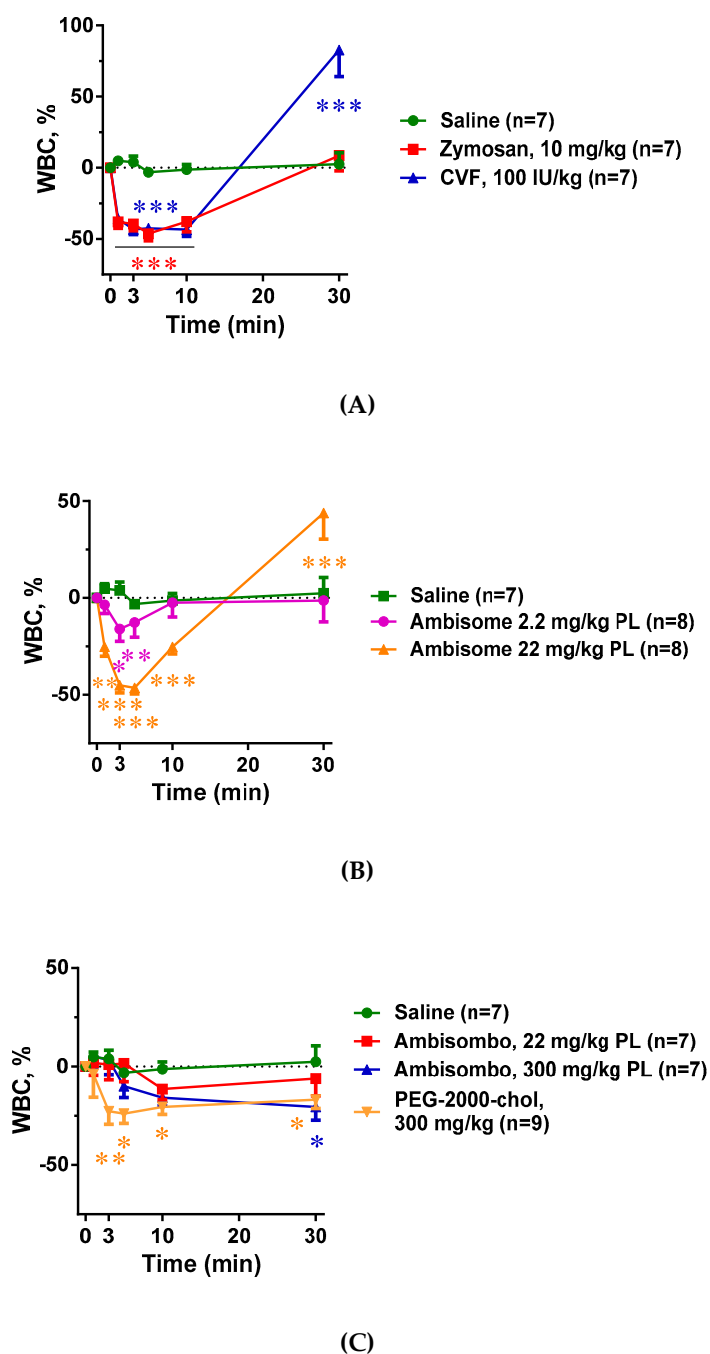 100
50
0
-50
WBC, %
***
***
***
0 3 10 20 30
Time (min)
Saline (n=7)
Zymosan, 10 mg/kg (n=7)
CVF, 100 IU/kg (n=7)
(A)
50
0
-50
WBC, %
***
**
*
**
***
***
***
0 3 10 20 30
Time (min)
Saline (n=7)
Ambisome 2.2 mg/kg PL (n=8)
Ambisome 22 mg/kg PL (n=8)
(B)
50
0
-50
WBC, %
*
*
*
*
**
0 3 10 20 30
Time (min)
Saline (n=7)
Ambisombo, 22 mg/kg PL (n=7)
Ambisombo, 300 mg/kg PL (n=7)
PEG-2000-chol,
300 mg/kg (n=9)
(C)